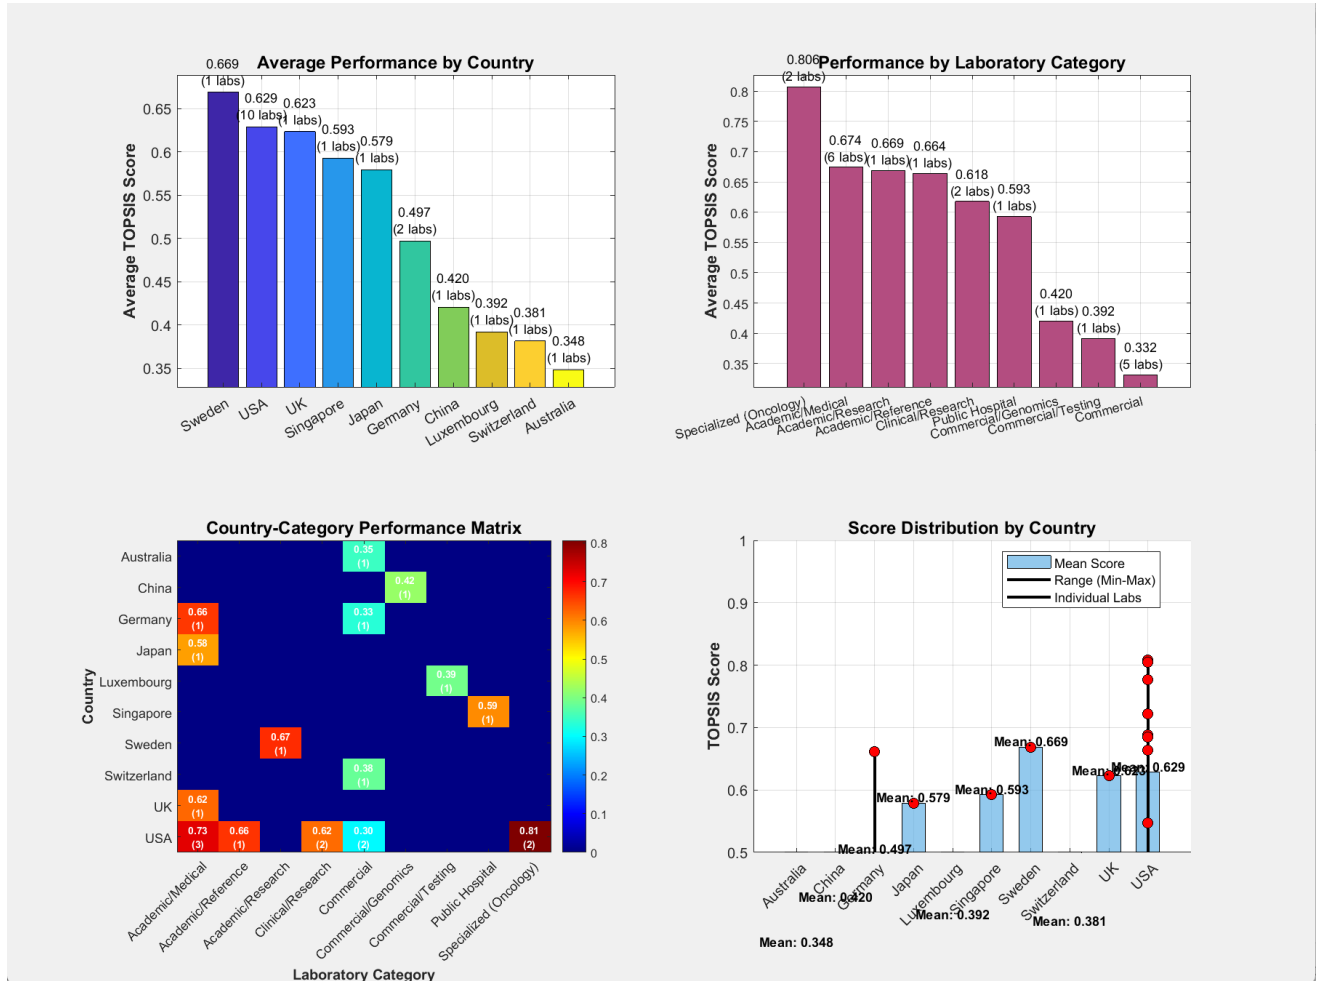 Average Performance by Country
0.669
(1 labs)
0.629
(10 labs)
0.623
(1 labs)
0.593
(1 labs)
0.579
(1 labs)
0.497
(2 labs)
0.420
(1 labs)
0.392
(1 labs)
0.381
(1 labs)
0.348
(1 labs)
Average TOPSIS Score
0.65
0.6
0.55
0.5
0.45
0.4
0.35
Sweden
USA
UK
Singapore
Japan
Germany
China
Luxembourg
Switzerland
Australia
Performance by Laboratory Category
0.806
(2 labs)
0.674
(6 labs)
0.669
(1 labs)
0.664
(1 labs)
0.618
(2 labs)
0.593
(1 labs)
0.420
(1 labs)
0.392
(1 labs)
0.332
(5 labs)
Average TOPSIS Score
0.8
0.75
0.7
0.65
0.6
0.55
0.5
0.45
0.4
0.35
Specialized (Oncology)
Academic/Medical
Academic/Research
Academic/Reference
Clinical/Research
Public Hospital
Commercial/Genomics
Commercial/Testing
Commercial
Country-Category Performance Matrix
Country
Australia
China
Germany
Japan
Luxembourg
Singapore
Sweden
Switzerland
UK
USA
0.35
(1)
0.42
(1)
0.66
(1)
0.33
(1)
0.58
(1)
0.39
(1)
0.59
(1)
0.67
(1)
0.38
(1)
0.62
(1)
0.73
(3)
0.66
(1)
0.62
(2)
0.30
(2)
0.81
(2)
0.8
0.7
0.6
0.5
0.4
0.3
0.2
0.1
0
Academic/Medical
Academic/Reference
Academic/Research
Clinical/Research
Commercial
Commercial/Genomics
Commercial/Testing
Public Hospital
Specialized (Oncology)
Laboratory Category
Score Distribution by Country
Mean Score
Range (Min-Max)
Individual Labs
TOPSIS Score
1
0.9
0.8
0.7
0.6
0.5
Mean: 0.348
Mean: 0.420
Mean: 0.497
Mean: 0.579
Mean: 0.392
Mean: 0.593
Mean: 0.669
Mean: 0.381
Mean: 0.623
Mean: 0.629
Australia
China
Germany
Japan
Luxembourg
Singapore
Sweden
Switzerland
UK
USA